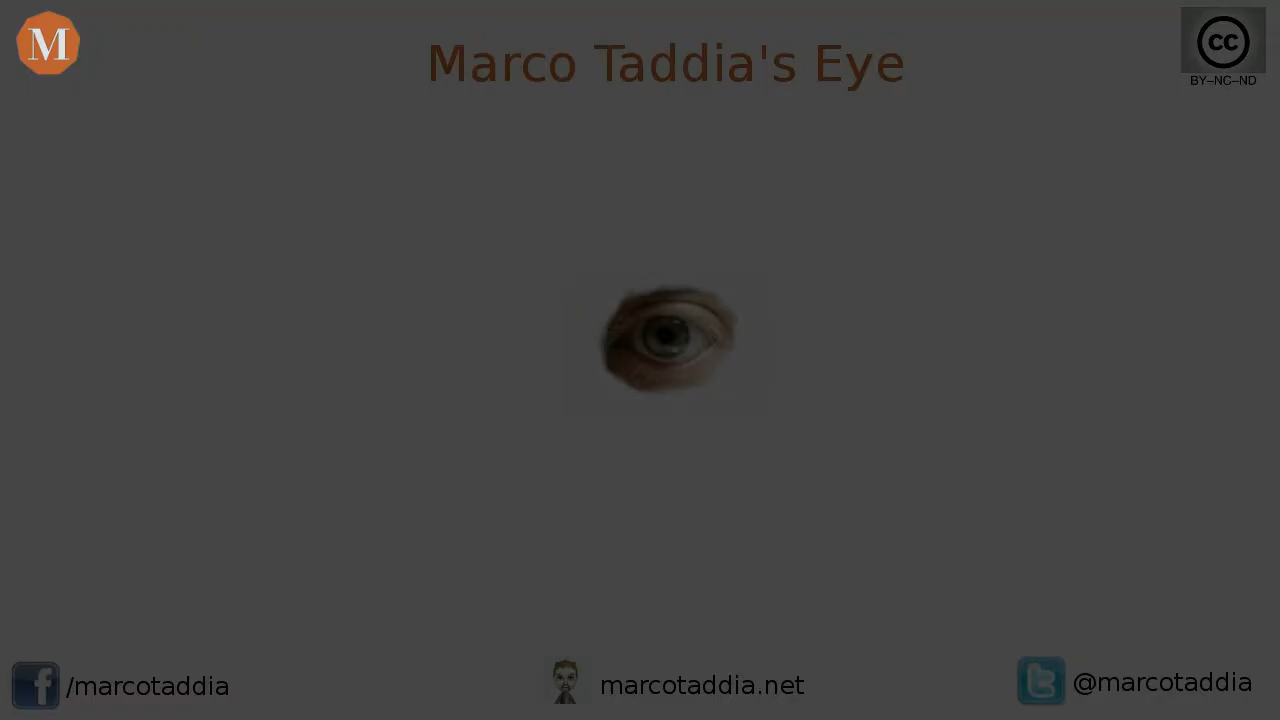 M
Marco Taddia's Eye
cc
BY–NC–ND
f /marcotaddia
marcotaddia.net
t @marcotaddia